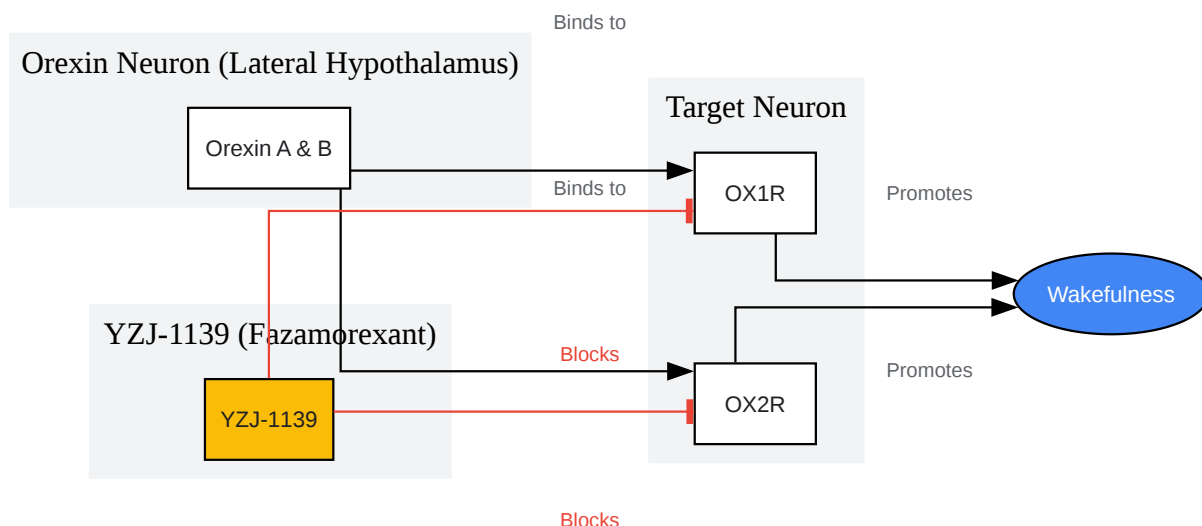 Binds to
Orexin Neuron (Lateral Hypothalamus)
Target Neuron
Orexin A & B
Binds to
OX1R
Promotes
Wakefulness
YZJ-1139 (Fazamorexant)
Blocks
Promotes
OX2R
YZJ-1139
Blocks